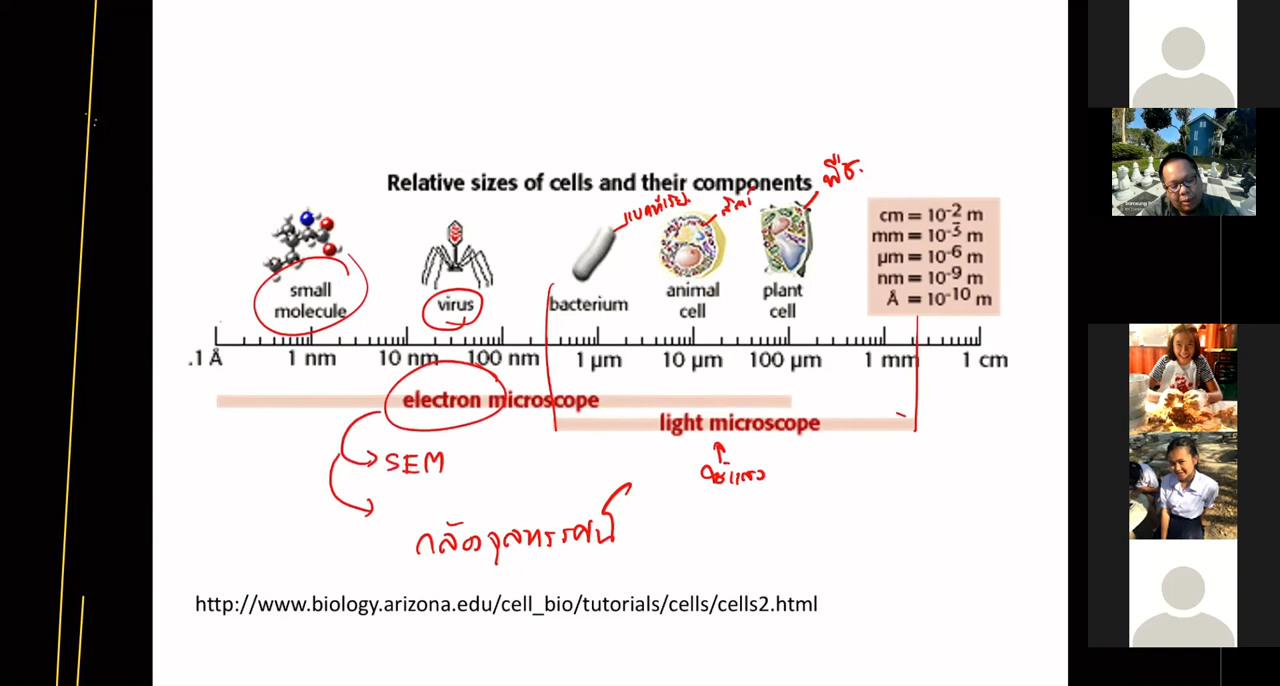 Relative sizes of cells and their components
พืช.
แบคทีเรีย
สัตว์
small
molecule
virus
bacterium
animal
cell
plant
cell
cm = 10⁻² m
mm = 10⁻³ m
µm = 10⁻⁶ m
nm = 10⁻⁹ m
Å = 10⁻¹⁰ m
.1 Å 1 nm 10 nm 100 nm 1 µm 10 µm 100 µm 1 mm 1 cm
electron microscope
light microscope
SEM
ใช้แสง
กล้องจุลทรรศน์
http://www.biology.arizona.edu/cell_bio/tutorials/cells/cells2.html